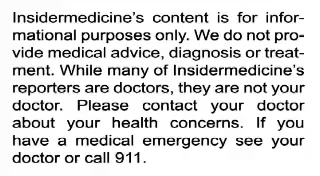 Insidermedicine's content is for infor-
mational purposes only. We do not pro-
vide medical advice, diagnosis or treat-
ment. While many of Insidermedicine's
reporters are doctors, they are not your
doctor. Please contact your doctor
about your health concerns. If you
have a medical emergency see your
doctor or call 911.